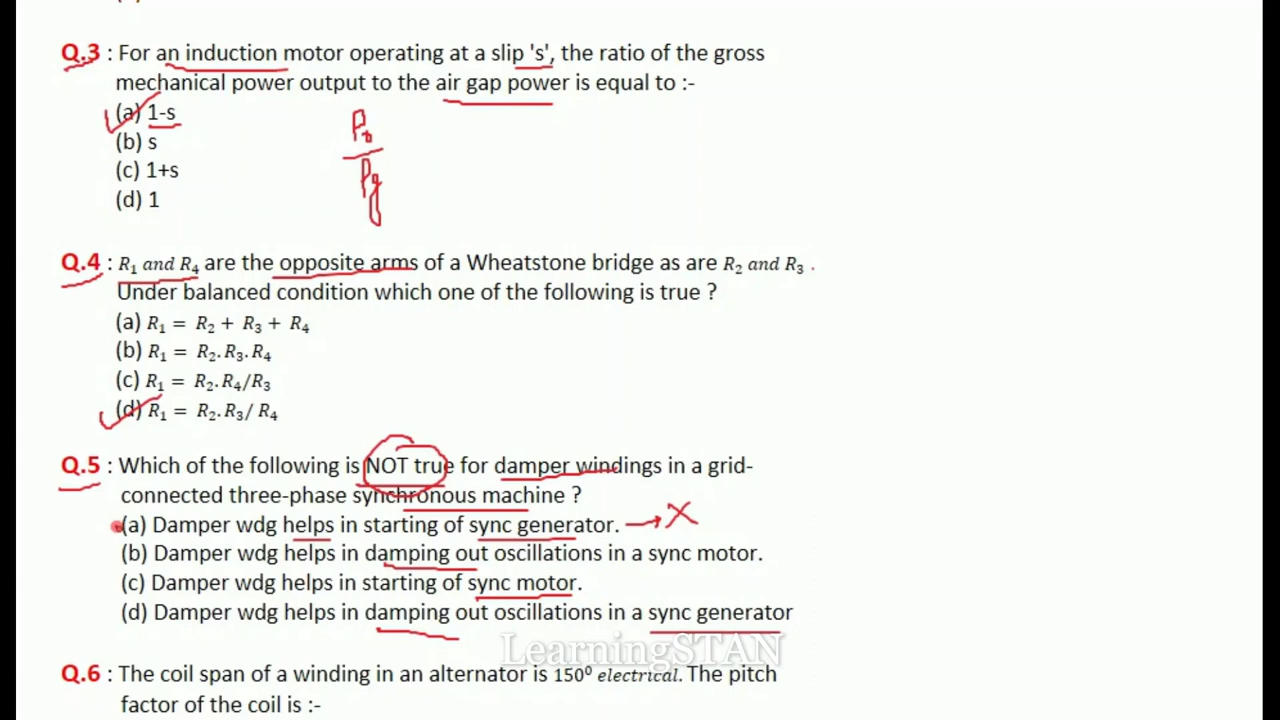 Q.3 : For an induction motor operating at a slip 's', the ratio of the gross
mechanical power output to the air gap power is equal to :-
(a) 1-s
(b) s
(c) 1+s
(d) 1
Pg
Q.4 : R₁ and R₄ are the opposite arms of a Wheatstone bridge as are R₂ and R₃ .
Under balanced condition which one of the following is true ?
(a) R₁ = R₂ + R₃ + R₄
(b) R₁ = R₂.R₃.R₄
(c) R₁ = R₂.R₄/R₃
(d) R₁ = R₂.R₃/ R₄
Q.5 : Which of the following is NOT true for damper windings in a grid-
connected three-phase synchronous machine ?
(a) Damper wdg helps in starting of sync generator. → X
(b) Damper wdg helps in damping out oscillations in a sync motor.
(c) Damper wdg helps in starting of sync motor.
(d) Damper wdg helps in damping out oscillations in a sync generator
LearningSTAN
Q.6 : The coil span of a winding in an alternator is 150⁰ electrical. The pitch
factor of the coil is :-